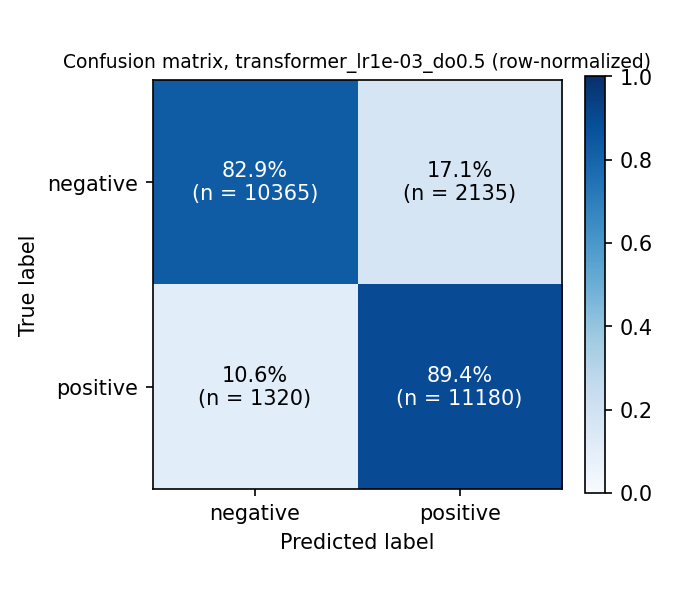 Confusion matrix, transformer_lr1e-03_do0.5 (row-normalized)
1.0
0.8
0.6
0.4
0.2
0.0
True label
negative
82.9%
(n = 10365)
17.1%
(n = 2135)
positive
10.6%
(n = 1320)
89.4%
(n = 11180)
negative
positive
Predicted label